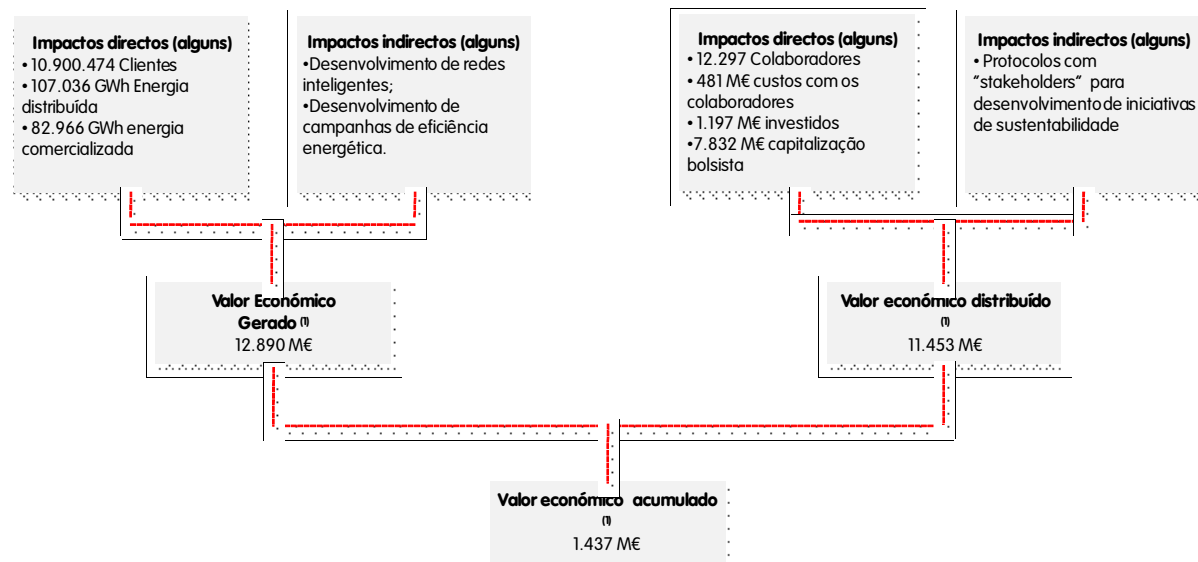 Impactos directos (alguns)
• 10.900.474 Clientes
• 107.036 GWh Energia
distribuída
• 82.966 GWh energia
comercializada
Impactos indirectos (alguns)
•Desenvolvimento de redes
inteligentes;
•Desenvolvimento de
campanhas de eficiência
energética.
Impactos directos (alguns)
• 12.297 Colaboradores
• 481 M€ custos com os
colaboradores
•1.197 M€ investidos
•7.832 M€ capitalização
bolsista
Impactos indirectos (alguns)
• Protocolos com
“stakeholders” para
desenvolvimento de iniciativas
de sustentabilidade
Valor Económico
Gerado (1)
12.890 M€
Valor económico distribuído
(1)
11.453 M€
Valor económico acumulado
(1)
1.437 M€